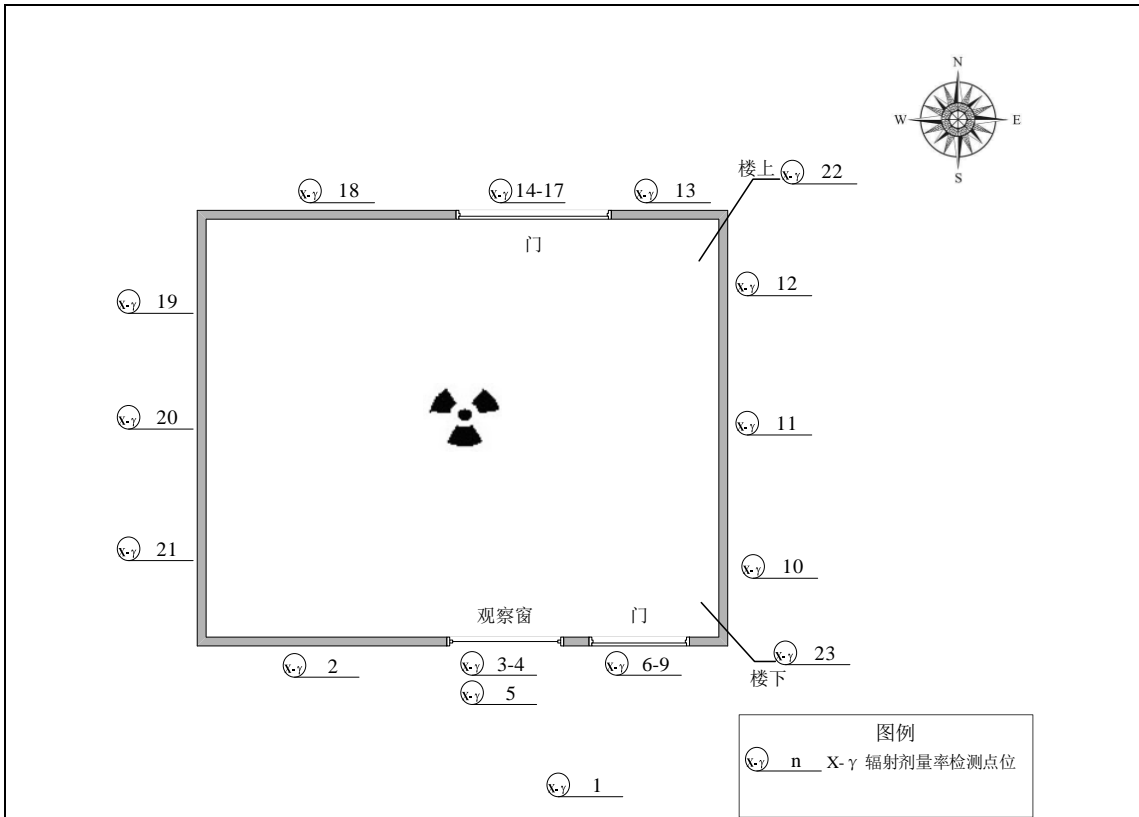 N
W E
S
楼上 X-γ 22
X-γ 18
X-γ 14-17
X-γ 13
门
X-γ 12
X-γ 19
X-γ 20
X-γ 11
X-γ 21
X-γ 10
观察窗
门
X-γ 2
X-γ 3-4
X-γ 6-9
X-γ 23
楼下
X-γ 5
图例
X-γ n X-γ 辐射剂量率检测点位
X-γ 1